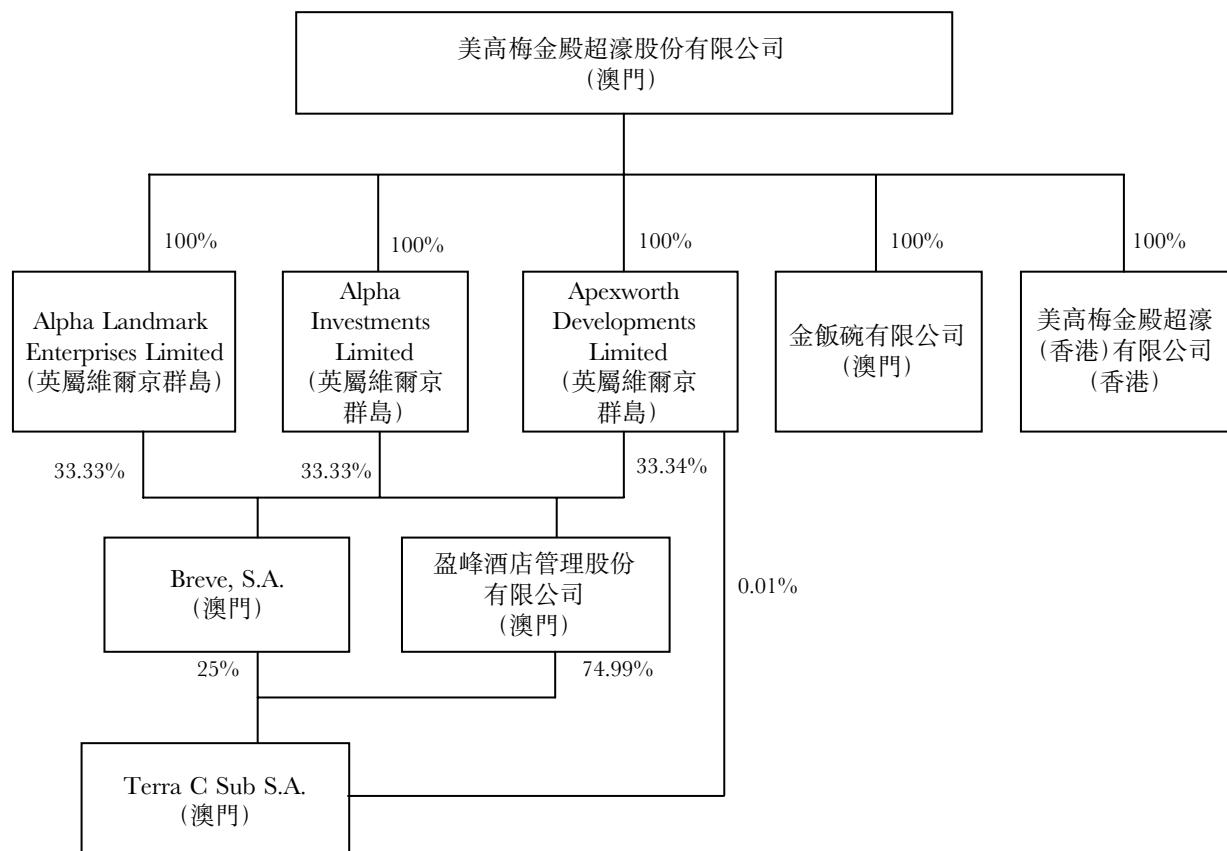 美高梅金殿超濠股份有限公司
(澳門)
100%
100%
100%
100%
100%
Alpha Landmark
Enterprises Limited
(英屬維爾京群島)
Alpha
Investments
Limited
(英屬維爾京
群島)
Apexworth
Developments
Limited
(英屬維爾京
群島)
金飯碗有限公司
(澳門)
美高梅金殿超濠
(香港)有限公司
(香港)
33.33%
33.33%
33.34%
Breve, S.A.
(澳門)
盈峰酒店管理股份
有限公司
(澳門)
0.01%
25%
74.99%
Terra C Sub S.A.
(澳門)